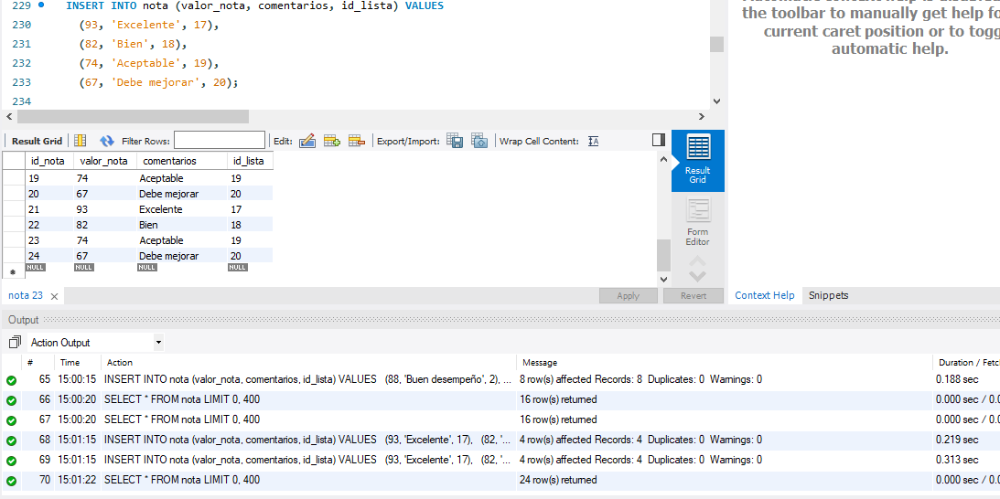 the toolbar to manually get help fo
current caret position or to togg
automatic help.
229 INSERT INTO nota (valor_nota, comentarios, id_lista) VALUES
230 (93, 'Excelente', 17),
231 (82, 'Bien', 18),
232 (74, 'Aceptable', 19),
233 (67, 'Debe mejorar', 20);
234
Result Grid Filter Rows: Edit: Export/Import: Wrap Cell Content:
id_nota valor_nota comentarios id_lista
19 74 Aceptable 19
20 67 Debe mejorar 20
21 93 Excelente 17
22 82 Bien 18
23 74 Aceptable 19
24 67 Debe mejorar 20
NULL NULL NULL NULL
Result
Grid
Form
Editor
nota 23 Apply Revert
Context Help Snippets
Output
Action Output
# Time Action Message Duration / Fetc
65 15:00:15 INSERT INTO nota (valor_nota, comentarios, id_lista) VALUES (88, 'Buen desempeño', 2), ... 8 row(s) affected Records: 8 Duplicates: 0 Warnings: 0 0.188 sec
66 15:00:20 SELECT * FROM nota LIMIT 0, 400 16 row(s) returned 0.000 sec / 0.0
67 15:00:20 SELECT * FROM nota LIMIT 0, 400 16 row(s) returned 0.000 sec / 0.0
68 15:01:15 INSERT INTO nota (valor_nota, comentarios, id_lista) VALUES (93, 'Excelente', 17), (82, '... 4 row(s) affected Records: 4 Duplicates: 0 Warnings: 0 0.219 sec
69 15:01:15 INSERT INTO nota (valor_nota, comentarios, id_lista) VALUES (93, 'Excelente', 17), (82, '... 4 row(s) affected Records: 4 Duplicates: 0 Warnings: 0 0.313 sec
70 15:01:22 SELECT * FROM nota LIMIT 0, 400 24 row(s) returned 0.000 sec / 0.0